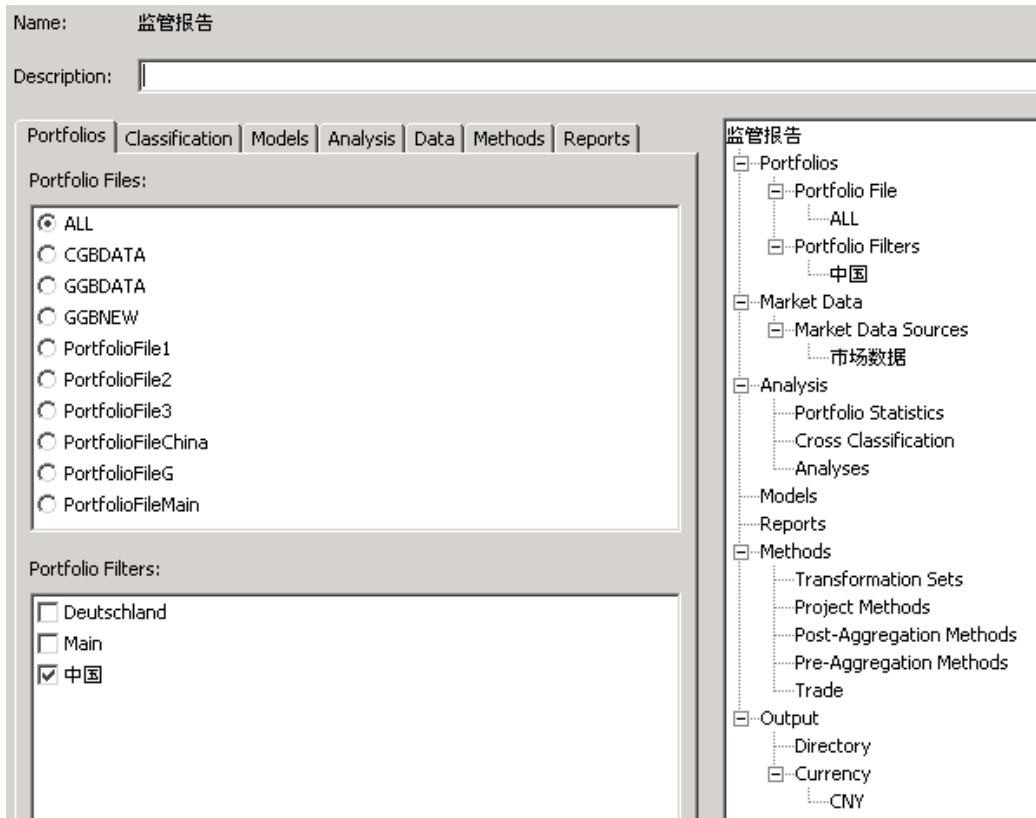 Name: 监管报告
Description:
Portfolios Classification Models Analysis Data Methods Reports
Portfolio Files:
ALL
CGBDATA
GGBDATA
GGBNEW
PortfolioFile1
PortfolioFile2
PortfolioFile3
PortfolioFileChina
PortfolioFileG
PortfolioFileMain
Portfolio Filters:
Deutschland
Main
中国
监管报告
Portfolios
Portfolio File
ALL
Portfolio Filters
中国
Market Data
Market Data Sources
市场数据
Analysis
Portfolio Statistics
Cross Classification
Analyses
Models
Reports
Methods
Transformation Sets
Project Methods
Post-Aggregation Methods
Pre-Aggregation Methods
Trade
Output
Directory
Currency
CNY